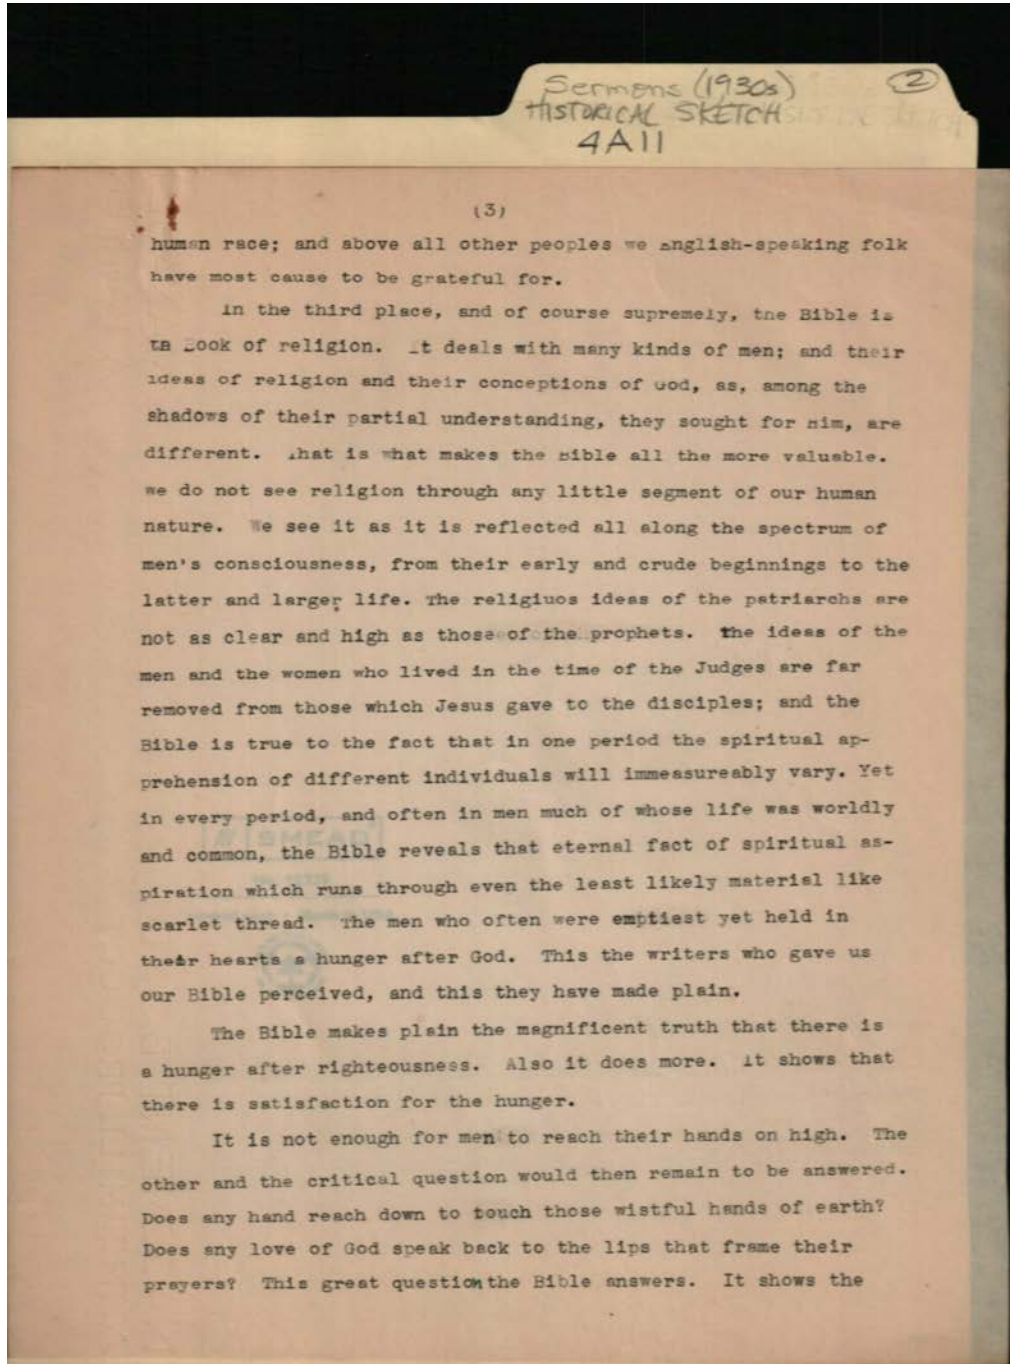 Sermons (1930s) 2
HISTORICAL SKETCH
4A11
(3)
human race; and above all other peoples we English-speaking folk
have most cause to be grateful for.
In the third place, and of course supremely, the Bible is
Book of religion. It deals with many kinds of men; and their
ideas of religion and their conceptions of God, as, among the
shadows of their partial understanding, they sought for Him, are
different. That is what makes the Bible all the more valuable.
We do not see religion through any little segment of our human
nature. We see it as it is reflected all along the spectrum of
men's consciousness, from their early and crude beginnings to the
latter and larger life. The religiuos ideas of the patriarchs are
not as clear and high as those of the prophets. The ideas of the
men and the women who lived in the time of the Judges are far
removed from those which Jesus gave to the disciples; and the
Bible is true to the fact that in one period the spiritual ap-
prehension of different individuals will immeasureably vary. Yet
in every period, and often in men much of whose life was worldly
and common, the Bible reveals that eternal fact of spiritual as-
piration which runs through even the least likely material like
scarlet thread. The men who often were emptiest yet held in
their hearts a hunger after God. This the writers who gave us
our Bible perceived, and this they have made plain.
The Bible makes plain the magnificent truth that there is
a hunger after righteousness. Also it does more. It shows that
there is satisfaction for the hunger.
It is not enough for men to reach their hands on high. The
other and the critical question would then remain to be answered.
Does any hand reach down to touch those wistful hands of earth?
Does any love of God speak back to the lips that frame their
prayers? This great question the Bible answers. It shows the